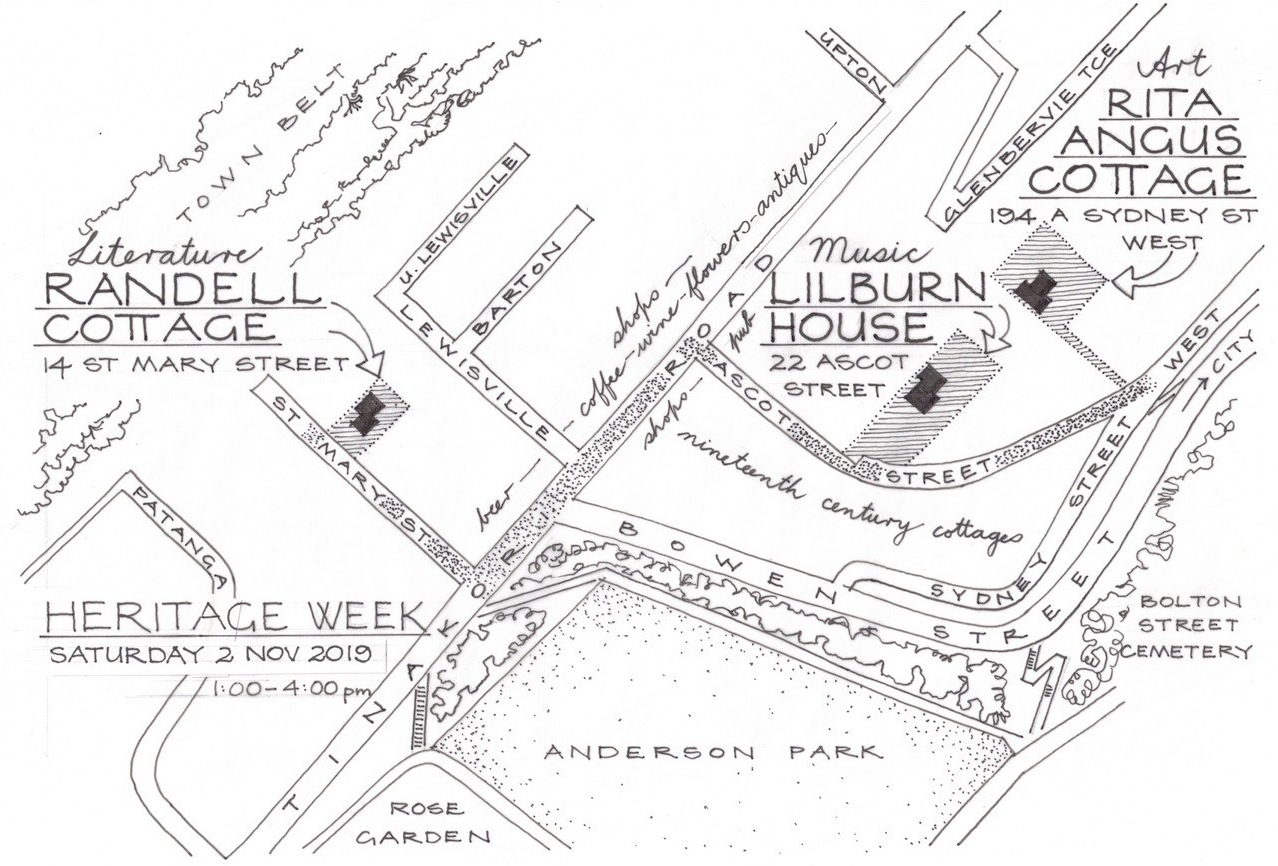 TOWN BELT
UPTON
GLENBERVIE TCE
Art
RITA
ANGUS
COTTAGE
194 A SYDNEY ST
WEST
U. LEWISVILLE
BARTON
LEWISVILLE
Literature
RANDELL
COTTAGE
14 ST MARY STREET
shops-
-coffee-wine-flowers-antiques-
pub
shops-
beer-
Music
LILBURN
HOUSE
22 ASCOT
STREET
ST MARY ST
ASCOT STREET
nineteenth century cottages
WEST
CITY
SYDNEY STREET
BOWEN STREET
TINAKORI ROAD
PATANGA
HERITAGE WEEK
SATURDAY 2 NOV 2019
1:00-4:00 pm
BOLTON
STREET
CEMETERY
ANDERSON PARK
ROSE
GARDEN